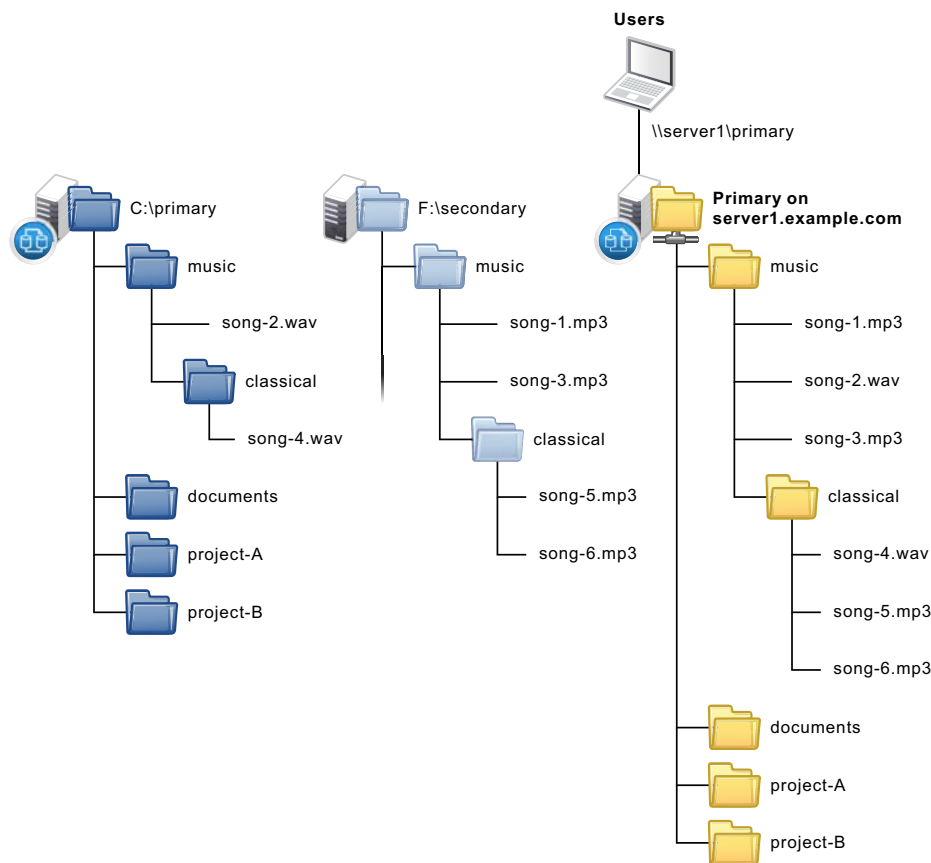 Users
\\server1\primary
C:\primary
music
song-2.wav
classical
song-4.wav
documents
project-A
project-B
F:\secondary
music
song-1.mp3
song-3.mp3
classical
song-5.mp3
song-6.mp3
Primary on
server1.example.com
music
song-1.mp3
song-2.wav
song-3.mp3
classical
song-4.wav
song-5.mp3
song-6.mp3
documents
project-A
project-B